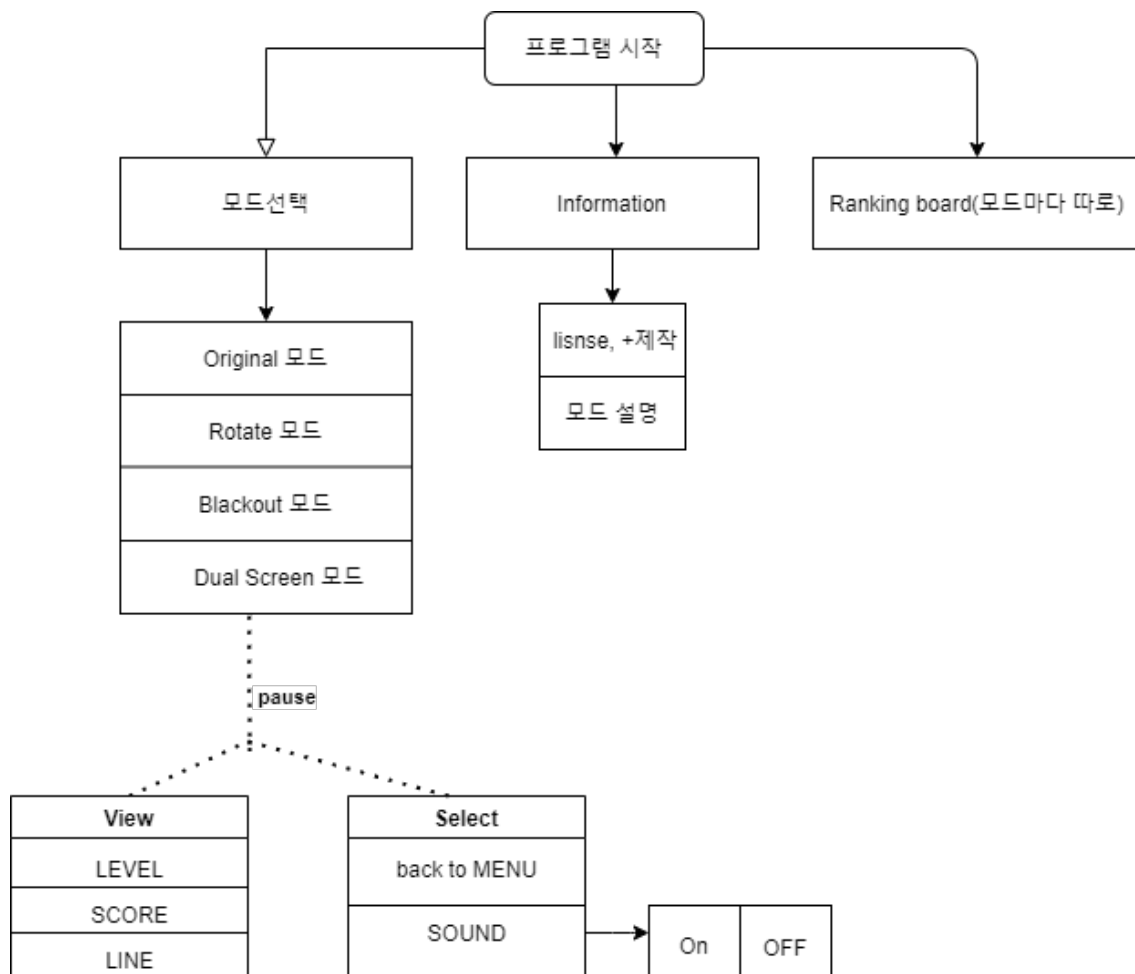 프로그램 시작
모드선택
Information
Ranking board(모드마다 따로)
Original 모드
Rotate 모드
Blackout 모드
Dual Screen 모드
lisnse, +제작
모드 설명
pause
View
LEVEL
SCORE
LINE
Select
back to MENU
SOUND
On
OFF